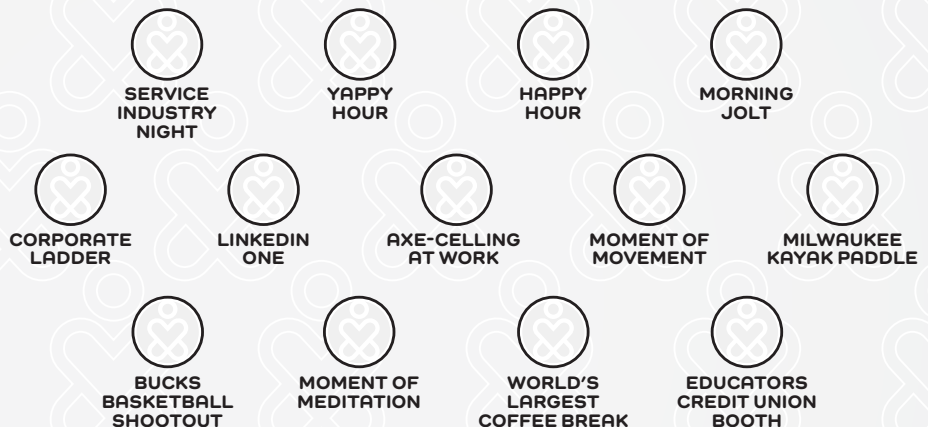 SERVICE
INDUSTRY
NIGHT
YAPPY
HOUR
HAPPY
HOUR
MORNING
JOLT
CORPORATE
LADDER
LINKEDIN
ONE
AXE-CELLING
AT WORK
MOMENT OF
MOVEMENT
MILWAUKEE
KAYAK PADDLE
BUCKS
BASKETBALL
SHOOTOUT
MOMENT OF
MEDITATION
WORLD'S
LARGEST
COFFEE BREAK
EDUCATORS
CREDIT UNION
BOOTH